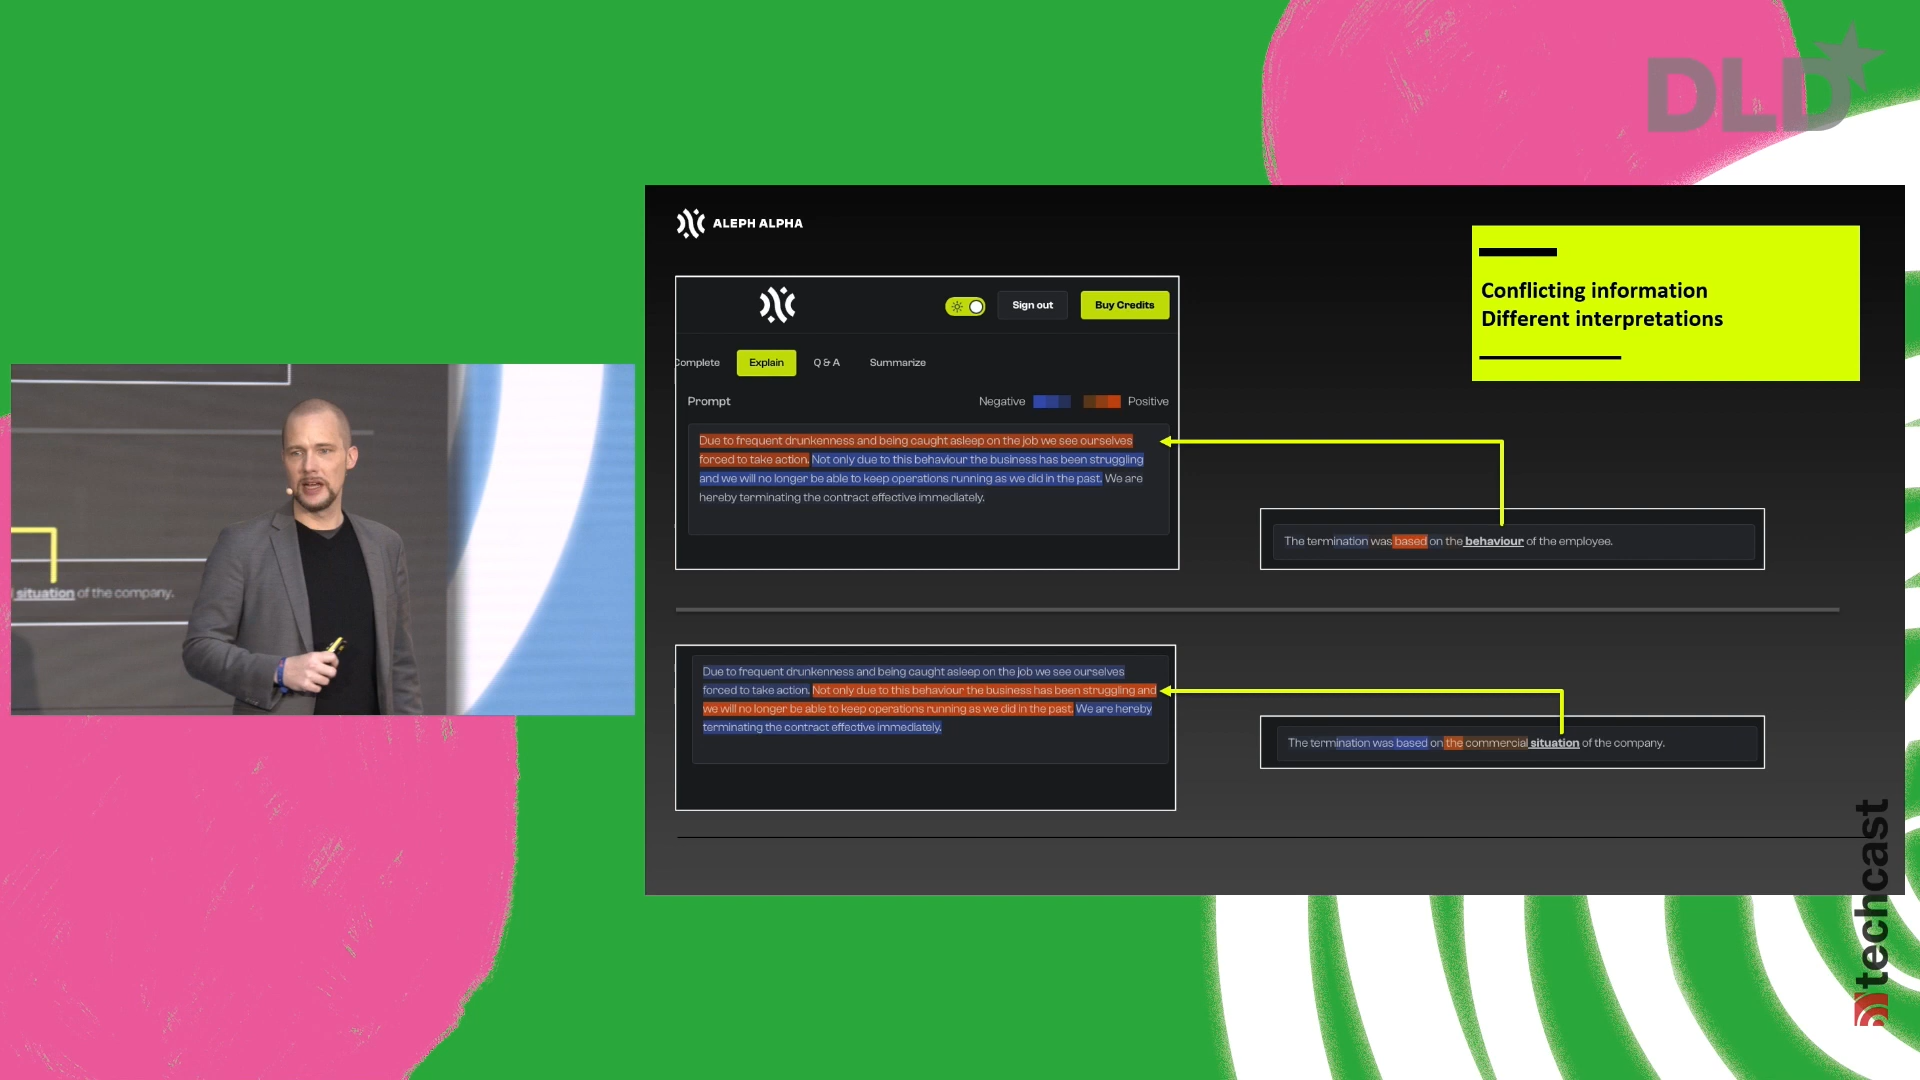 DLD
ALEPH ALPHA
Conflicting information
Different interpretations
Sign out
Buy Credits
Complete
Explain
Q & A
Summarize
Prompt
Negative
Positive
Due to frequent drunkenness and being caught asleep on the job we see ourselves
forced to take action. Not only due to this behaviour the business has been struggling
and we will no longer be able to keep operations running as we did in the past. We are
hereby terminating the contract effective immediately.
The termination was based on the behaviour of the employee.
situation of the company.
Due to frequent drunkenness and being caught asleep on the job we see ourselves
forced to take action. Not only due to this behaviour the business has been struggling and
we will no longer be able to keep operations running as we did in the past. We are hereby
terminating the contract effective immediately.
The termination was based on the commercial situation of the company.
techcast